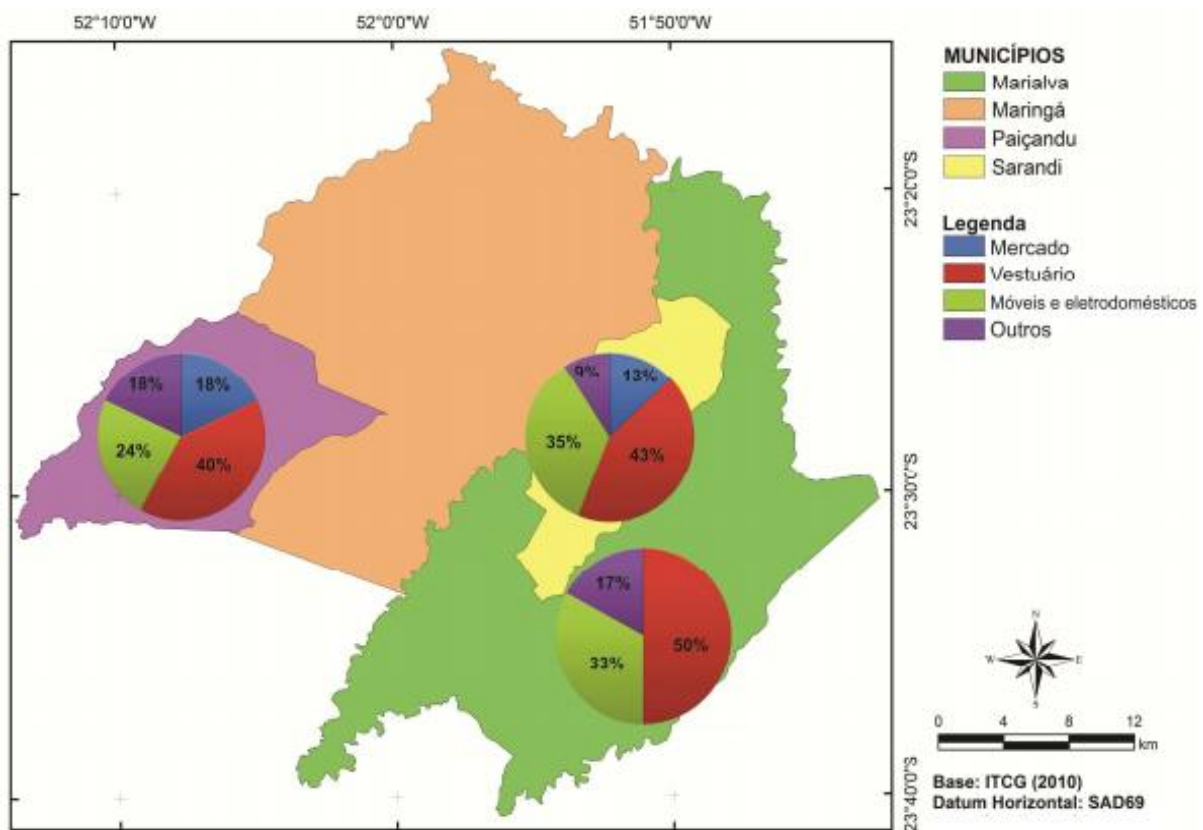 52°10'0"W 52°0'0"W 51°50'0"W
MUNICÍPIOS
Marialva
Maringá
Paiçandu
Sarandi
Legenda
Mercado
Vestuário
Móveis e eletrodomésticos
Outros
23°20'0"S
23°30'0"S
23°40'0"S
18% 18%
24% 40%
9% 13%
35% 43%
17%
33% 50%
N
W E
S
0 4 8 12
km
Base: ITCG (2010)
Datum Horizontal: SAD69